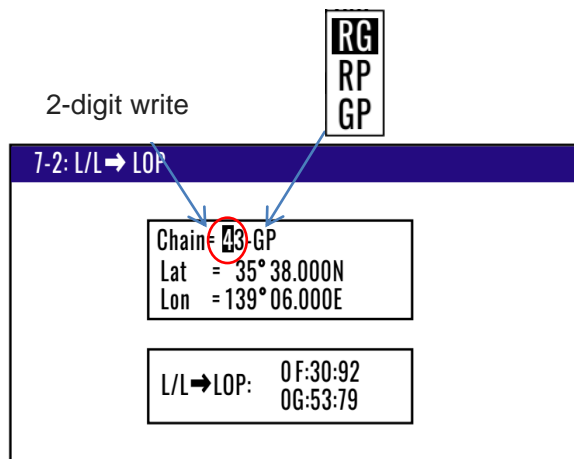 RG
RP
GP
2-digit write
7-2: L/L➡ LOP
Chain= 43-GP
Lat = 35° 38.000N
Lon =139° 06.000E
L/L➡LOP: 0F:30:92
0G:53:79